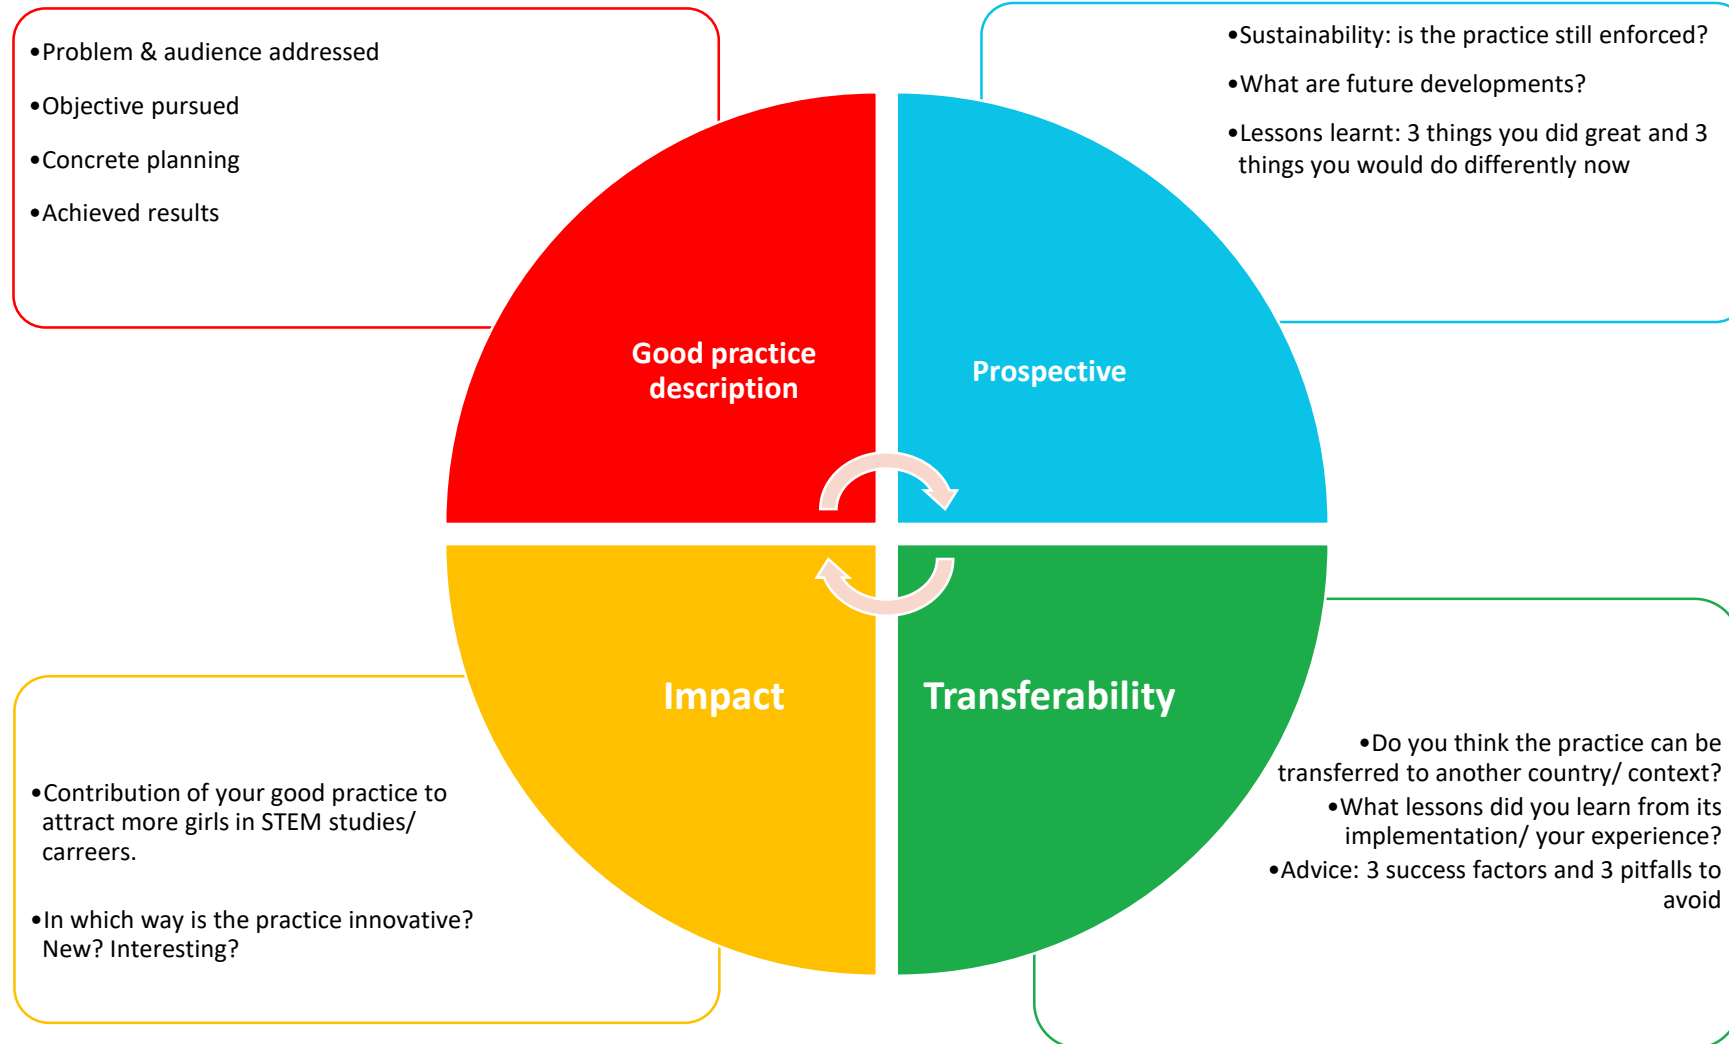 •Problem & audience addressed
•Objective pursued
•Concrete planning
•Achieved results
•Sustainability: is the practice still enforced?
•What are future developments?
•Lessons learnt: 3 things you did great and 3
things you would do differently now
Good practice
description
Prospective
Impact
Transferability
•Contribution of your good practice to
attract more girls in STEM studies/
carreers.
•In which way is the practice innovative?
New? Interesting?
•Do you think the practice can be
transferred to another country/ context?
•What lessons did you learn from its
implementation/ your experience?
•Advice: 3 success factors and 3 pitfalls to
avoid